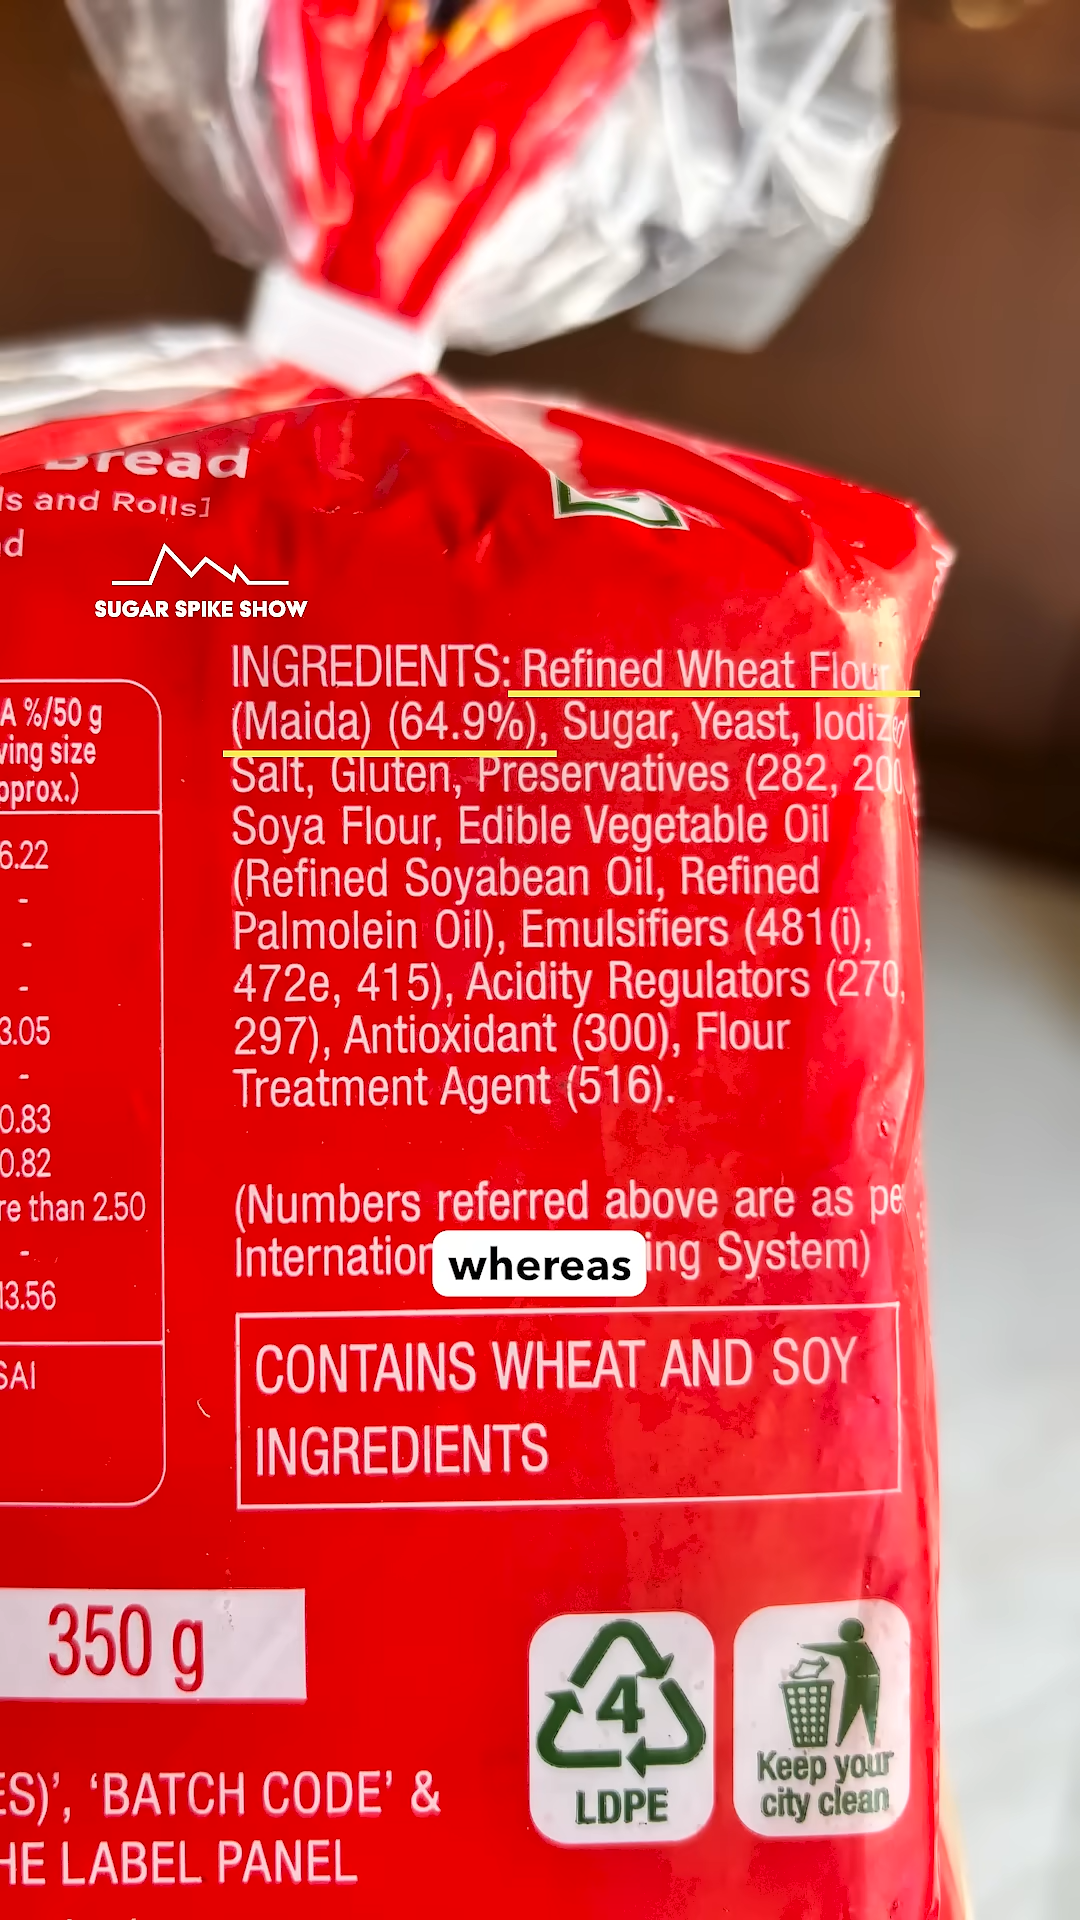 Bread
ls and Rolls]
d
SUGAR SPIKE SHOW
A %/50 g
ving size
pprox.)
6.22
-
-
-
3.05
-
0.83
0.82
re than 2.50
-
13.56
SAI
INGREDIENTS: Refined Wheat Flour
(Maida) (64.9%), Sugar, Yeast, Iodized
Salt, Gluten, Preservatives (282, 200
Soya Flour, Edible Vegetable Oil
(Refined Soyabean Oil, Refined
Palmolein Oil), Emulsifiers (481(i),
472e, 415), Acidity Regulators (270,
297), Antioxidant (300), Flour
Treatment Agent (516).
(Numbers referred above are as per
Internation whereas ing System)
CONTAINS WHEAT AND SOY
INGREDIENTS
350 g
4
LDPE
Keep your
city clean
ES)’, ‘BATCH CODE’ &
HE LABEL PANEL